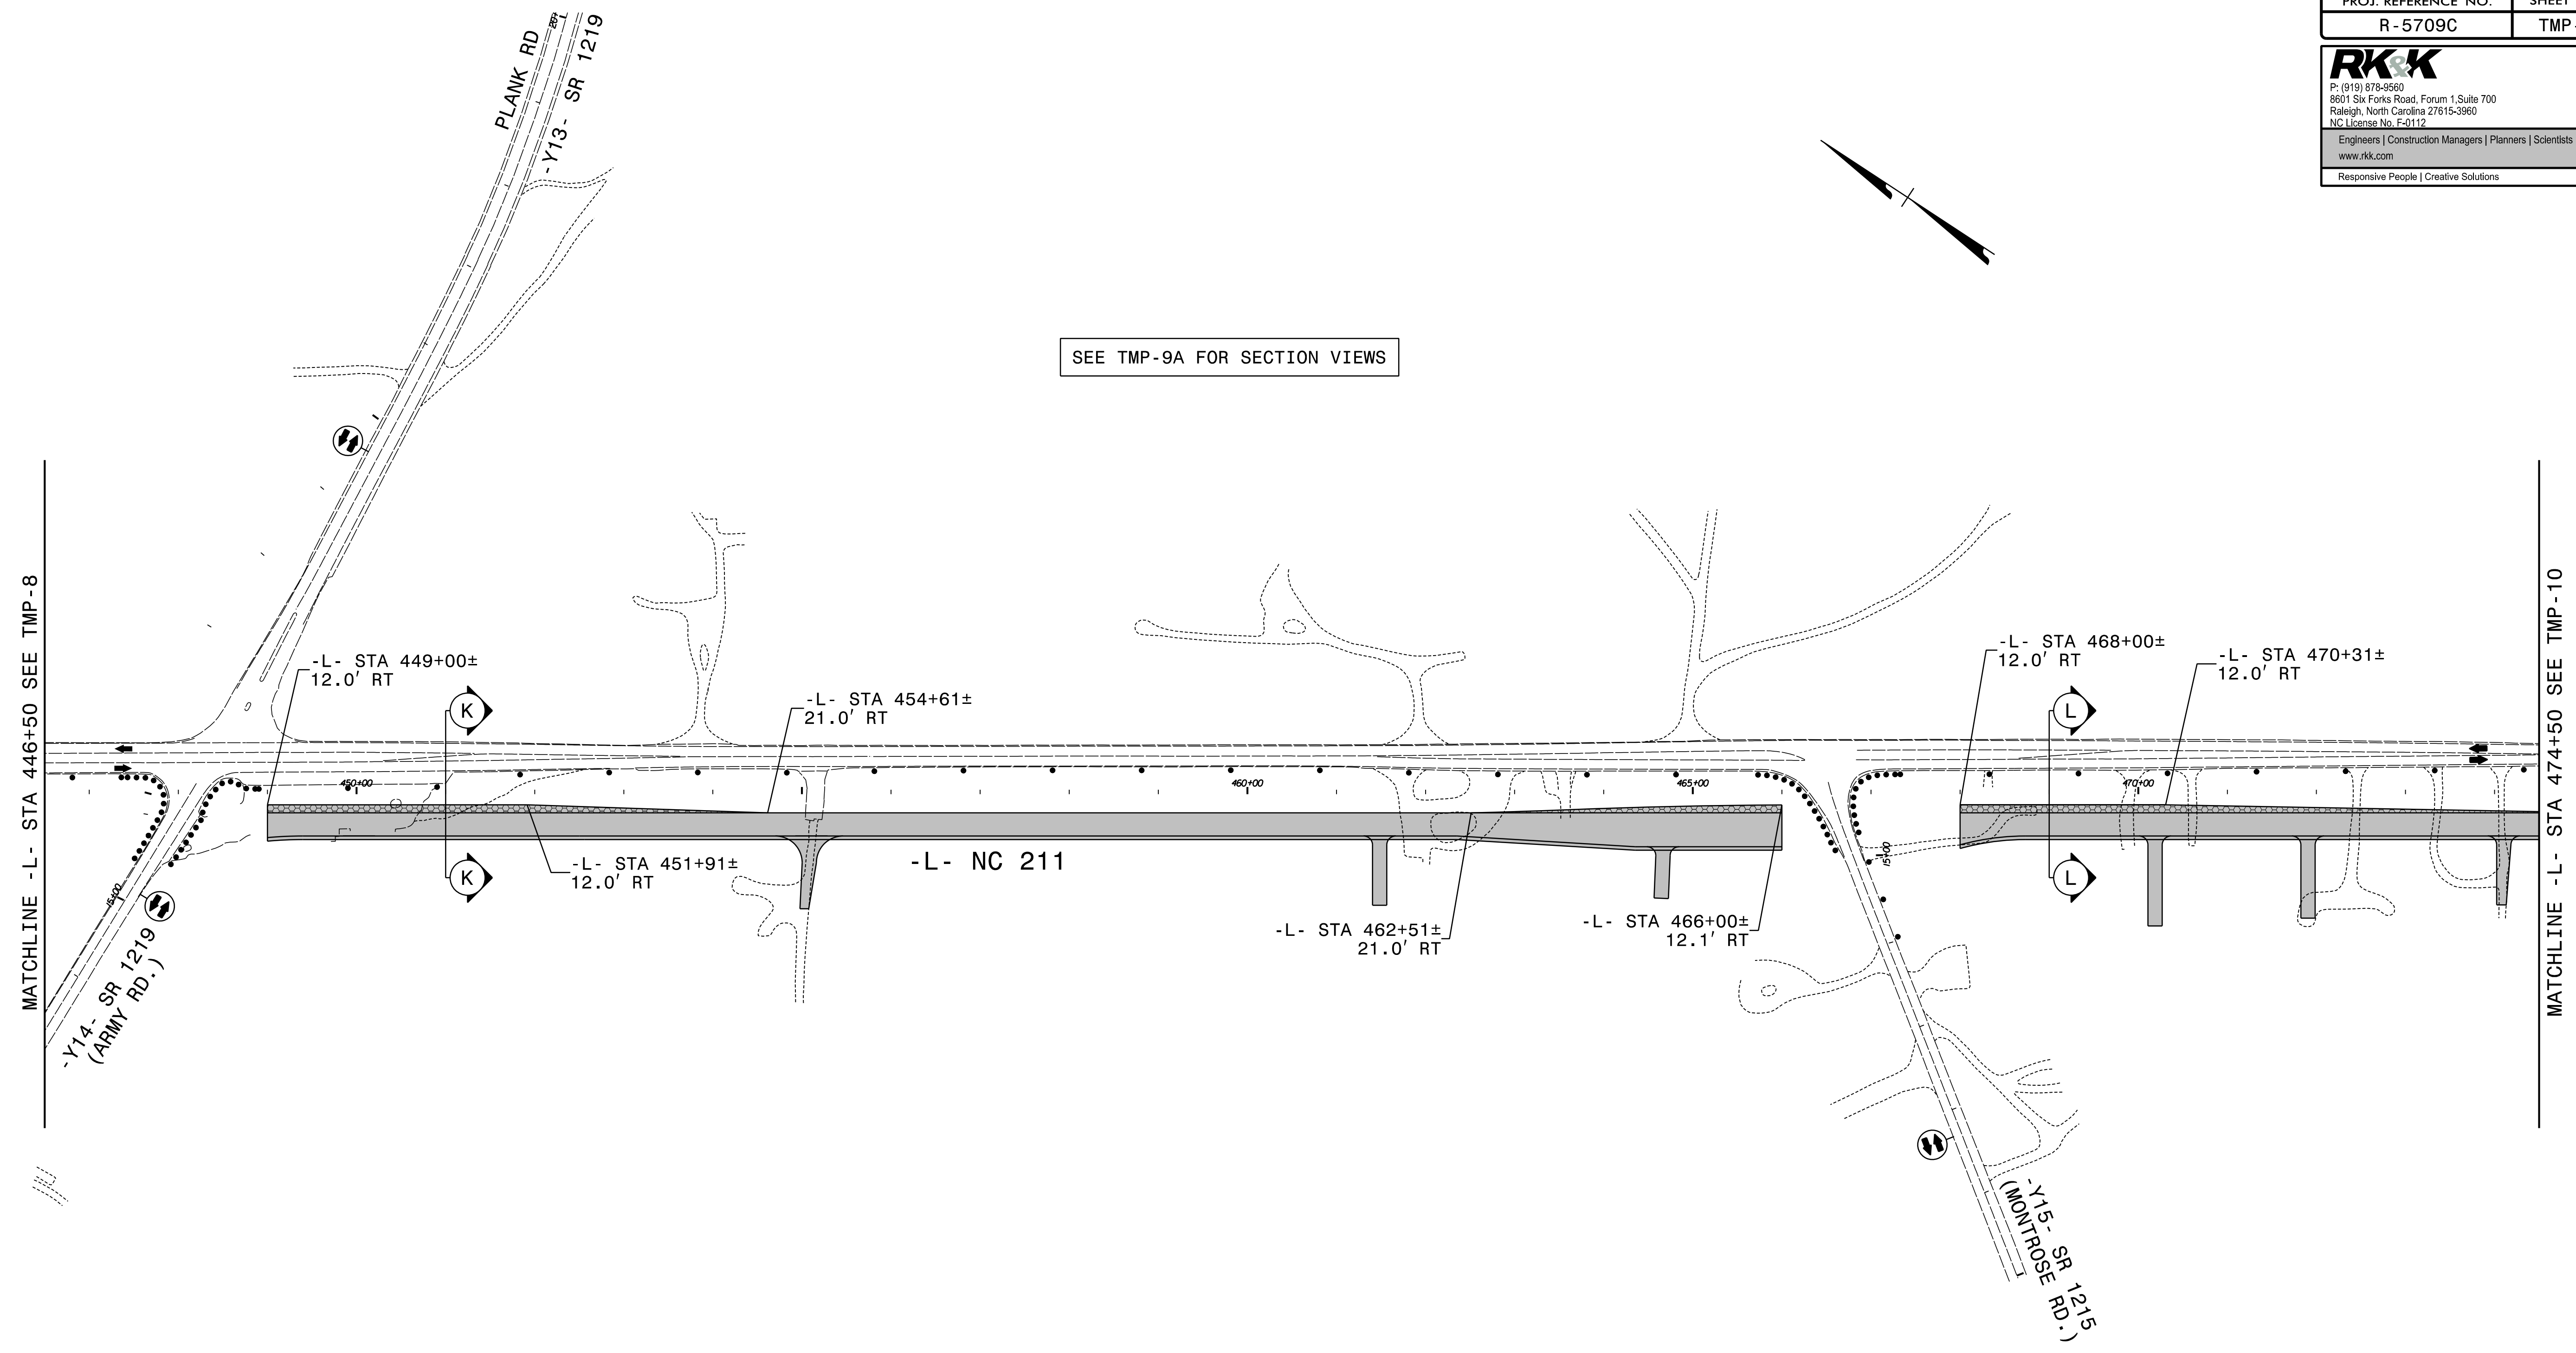 PROJ. REFERENCE NO.
SHEET
R-5709C
TMP-
RK&K
P: (919) 878-9560
8601 Six Forks Road, Forum 1,Suite 700
Raleigh, North Carolina 27615-3960
NC License No. F-0112
Engineers | Construction Managers | Planners | Scientists
www.rkk.com
Responsive People | Creative Solutions
PLANK RD
-Y13- SR 1219
SEE TMP-9A FOR SECTION VIEWS
MATCHLINE -L- STA 446+50 SEE TMP-8
-L- STA 449+00±
12.0' RT
K
-L- STA 454+61±
21.0' RT
-L- STA 468+00±
12.0' RT
L
-L- STA 470+31±
12.0' RT
450+00
460+00
465+00
470+00
-L- STA 451+91±
12.0' RT
K
-L- NC 211
-L- STA 462+51±
21.0' RT
-L- STA 466+00±
12.1' RT
L
15+00
15+00
-Y14- SR 1219
(ARMY RD.)
-Y15- SR 1215
(MONTROSE RD.)
MATCHLINE -L- STA 474+50 SEE TMP-10